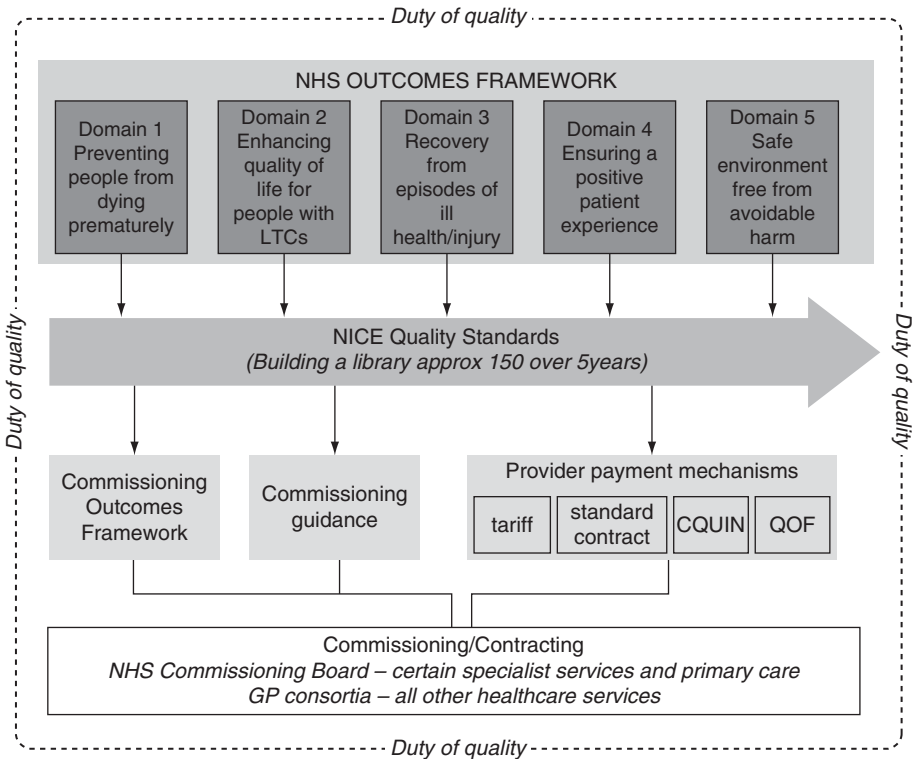 Duty of quality
NHS OUTCOMES FRAMEWORK
Domain 1
Preventing
people from
dying
prematurely
Domain 2
Enhancing
quality of
life for
people with
LTCs
Domain 3
Recovery
from
episodes of
ill
health/injury
Domain 4
Ensuring a
positive
patient
experience
Domain 5
Safe
environment
free from
avoidable
harm
Duty of quality
Duty of quality
NICE Quality Standards
(Building a library approx 150 over 5years)
Commissioning
Outcomes
Framework
Commissioning
guidance
Provider payment mechanisms
tariff
standard
contract
CQUIN
QOF
Commissioning/Contracting
NHS Commissioning Board – certain specialist services and primary care
GP consortia – all other healthcare services
Duty of quality